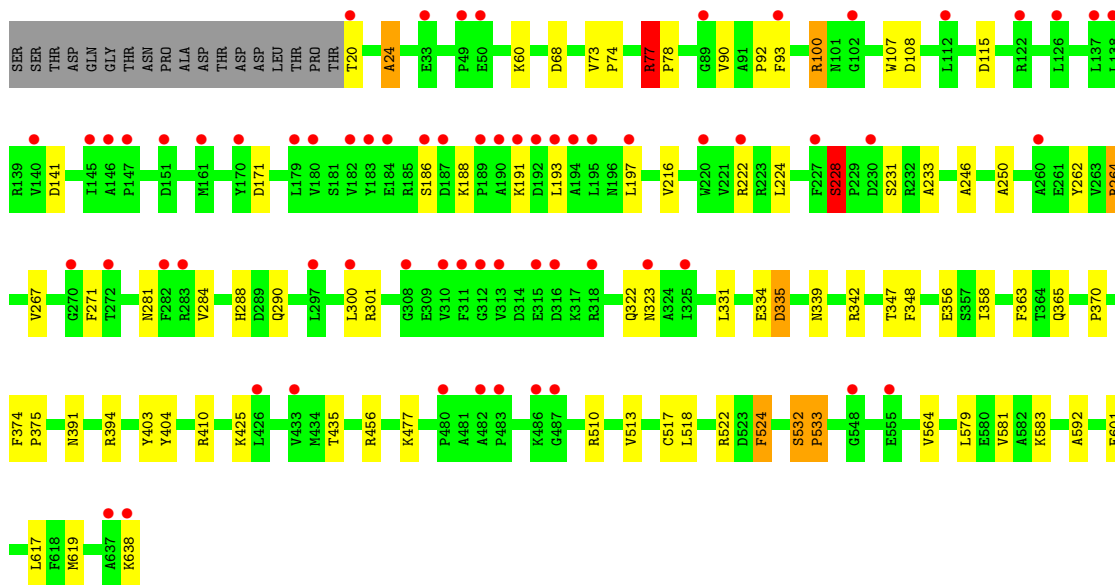 SER SER THR ASP GLN GLY THR ASN PRO ALA ASP THR ASP ASP LEU THR PRO THR T20 A24 E33 P49 E50 K60 D68 V73 P74 R77 P78 G89 V90 A91 P92 F93 R100 N101 G102 W107 D108 L112 D115 R122 L126 L137 L138
R139 V140 D141 I145 A146 P147 D151 M161 Y170 D171 L179 V180 S181 V182 Y183 E184 R185 S186 D187 K188 P189 A190 K191 D192 L193 A194 L195 N196 L197 V216 W220 V221 R222 R223 L224 F227 S228 P229 D230 S231 R232 A233 A246 A250 A260 E261 Y262 V263 R264
V267 G270 F271 T272 N281 F282 R283 V284 H288 D289 Q290 L297 L300 R301 G308 E309 V310 F311 G312 V313 D314 E315 D316 K317 R318 Q322 N323 A324 I325 L331 E334 D335 N339 R342 T347 F348 E356 S357 I358 F363 T364 Q365 P370
F374 P375 N391 R394 Y403 Y404 R410 K425 L426 V433 M434 T435 R456 K477 P480 A481 A482 P483 K486 G487 R510 V513 C517 L518 R522 D523 F524 S532 P533 G548 E555 V564 L579 E580 V581 A582 K583 A592 E601
L617 F618 M619 A637 K638